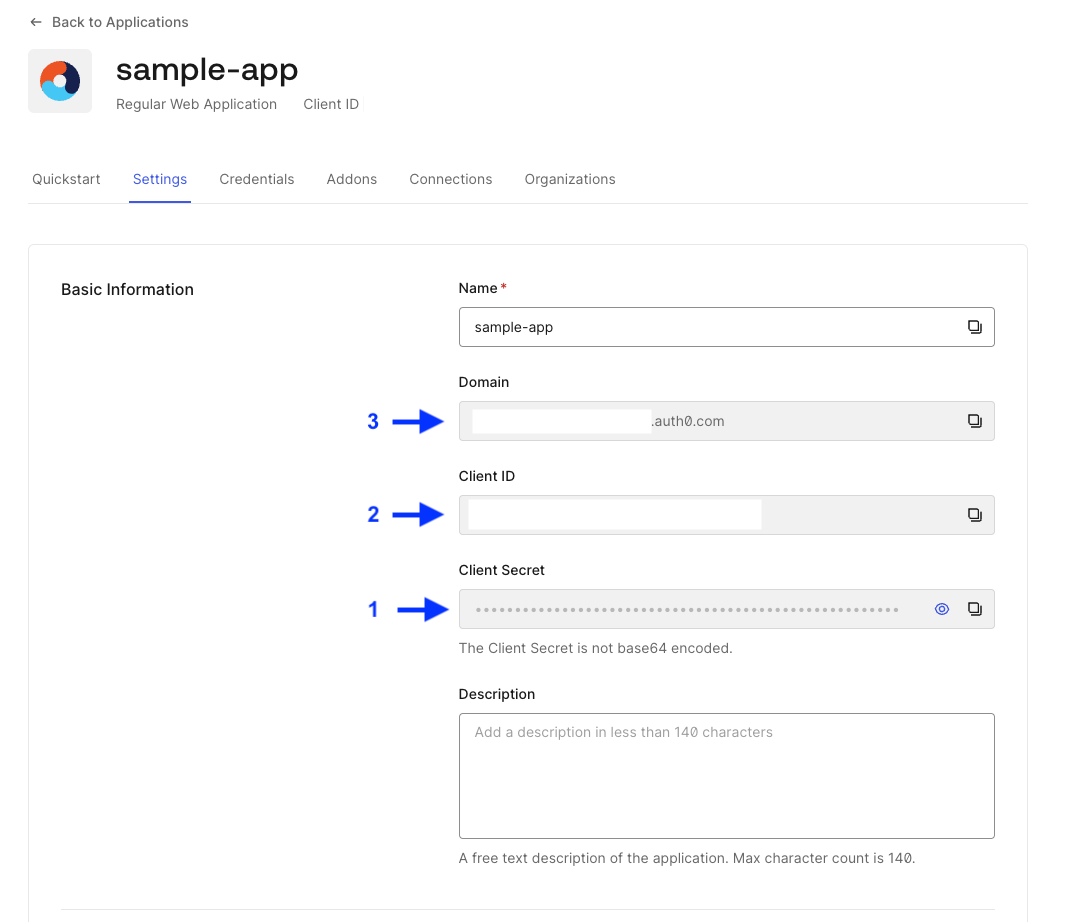 ← Back to Applications
sample-app
Regular Web Application Client ID
Quickstart Settings Credentials Addons Connections Organizations
Basic Information
Name *
sample-app
Domain
3
.auth0.com
Client ID
2
Client Secret
1
••••••••••••••••••••••••••••••••••••••••••••••••••••••
The Client Secret is not base64 encoded.
Description
Add a description in less than 140 characters
A free text description of the application. Max character count is 140.